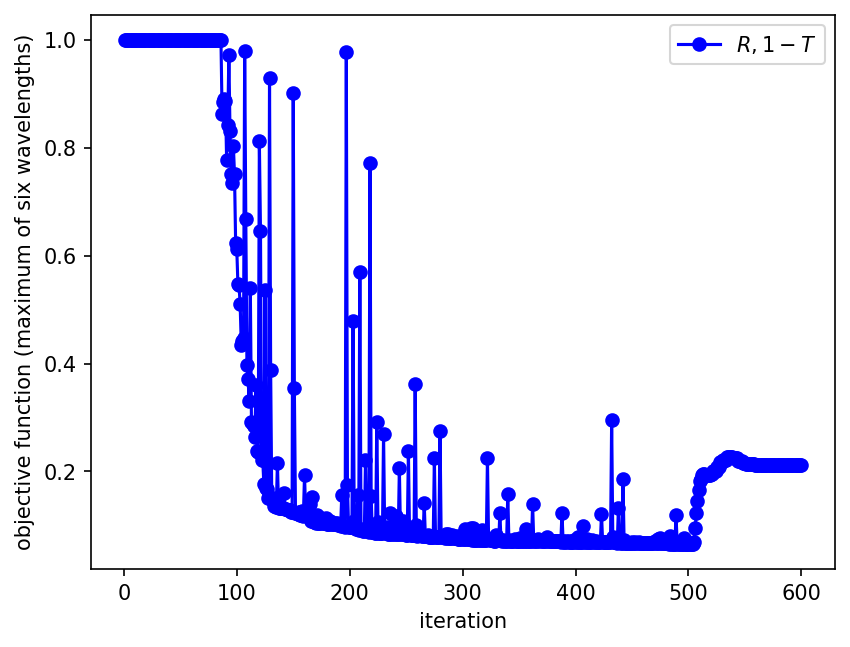 R, 1 − T
1.0
0.8
0.6
0.4
0.2
0 100 200 300 400 500 600
iteration
objective function (maximum of six wavelengths)